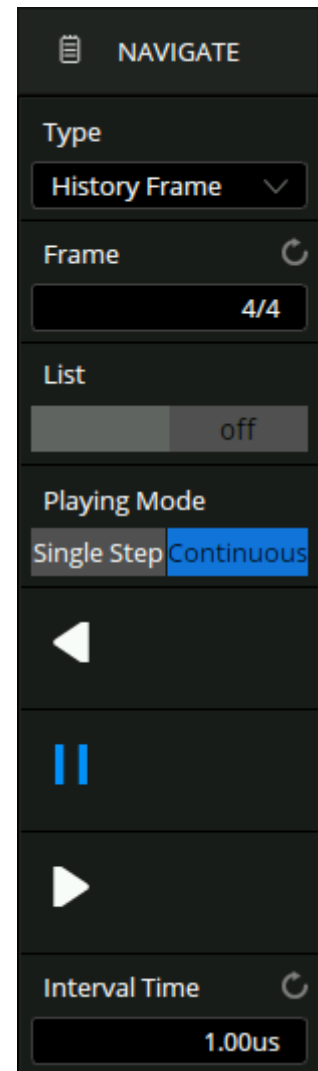 NAVIGATE
Type
History Frame
Frame
4/4
List
off
Playing Mode
Single Step Continuous
Interval Time
1.00us